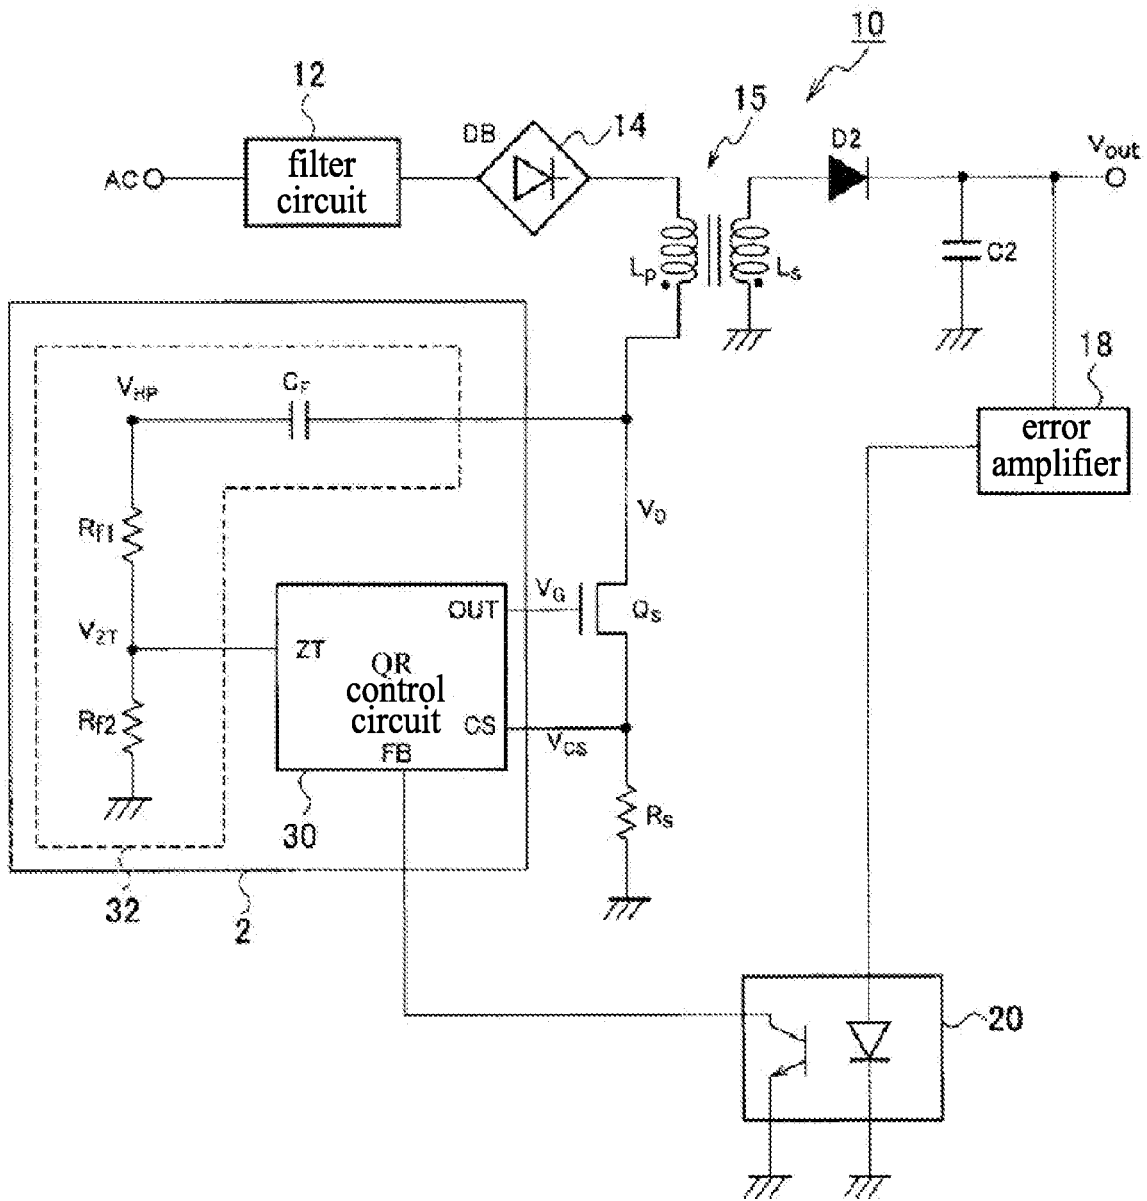 10
12
15
14
DB
D2
Vout
AC
filter
circuit
C2
Lp
Ls
18
VHP
CF
error
amplifier
Rf1
VD
VG
OUT
Qs
VZT
ZT
QR
control
circuit
Rf2
CS
VCS
FB
30
Rs
32
2
20